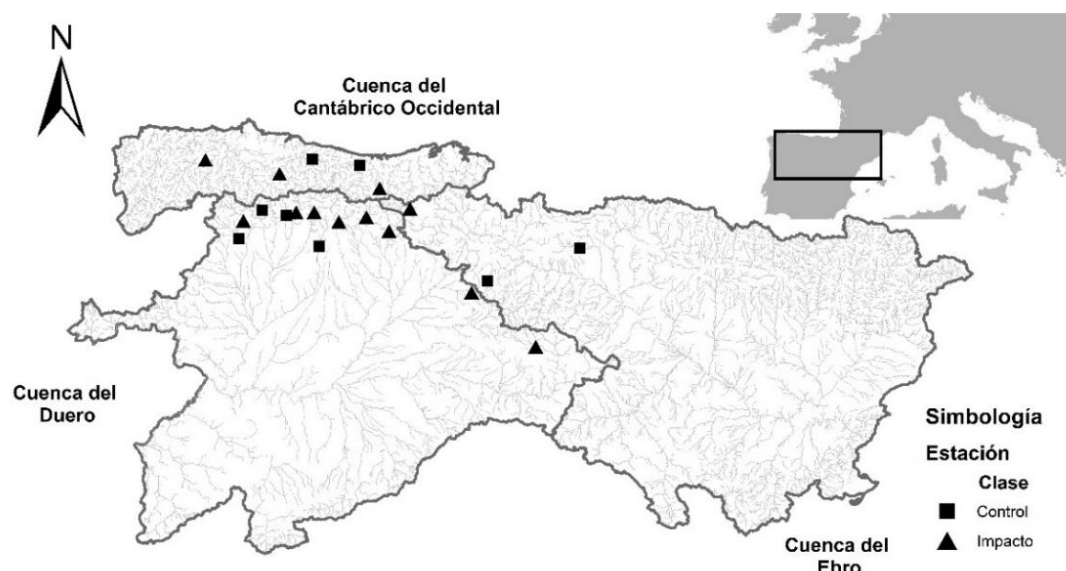 N
Cuenca del
Cantábrico Occidental
Cuenca del
Duero
Simbología
Estación
Clase
Control
Impacto
Cuenca del
Ebro